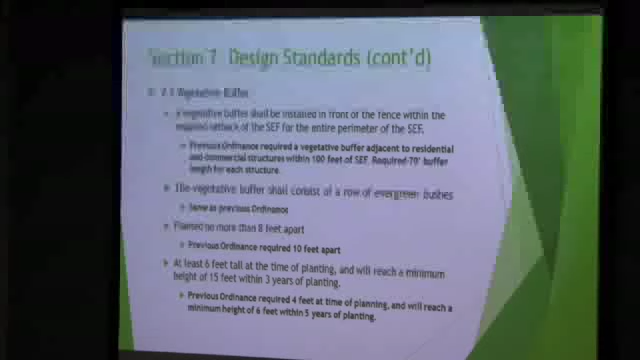 Section 7 Design Standards (cont'd)
Vegetative Buffer
A vegetative buffer shall be installed in front of the fence within the
required setback of the SEF for the entire perimeter of the SEF.
Previous Ordinance required a vegetative buffer adjacent to residential
and commercial structures within 100 feet of SEF. Required 70' buffer
length for each structure.
The vegetative buffer shall consist of a row of evergreen bushes
Same as previous Ordinance
Planted no more than 8 feet apart
Previous Ordinance required 10 feet apart
At least 6 feet tall at the time of planting, and will reach a minimum
height of 15 feet within 3 years of planting.
Previous Ordinance required 4 feet at time of planning, and will reach a
minimum height of 6 feet within 5 years of planting.